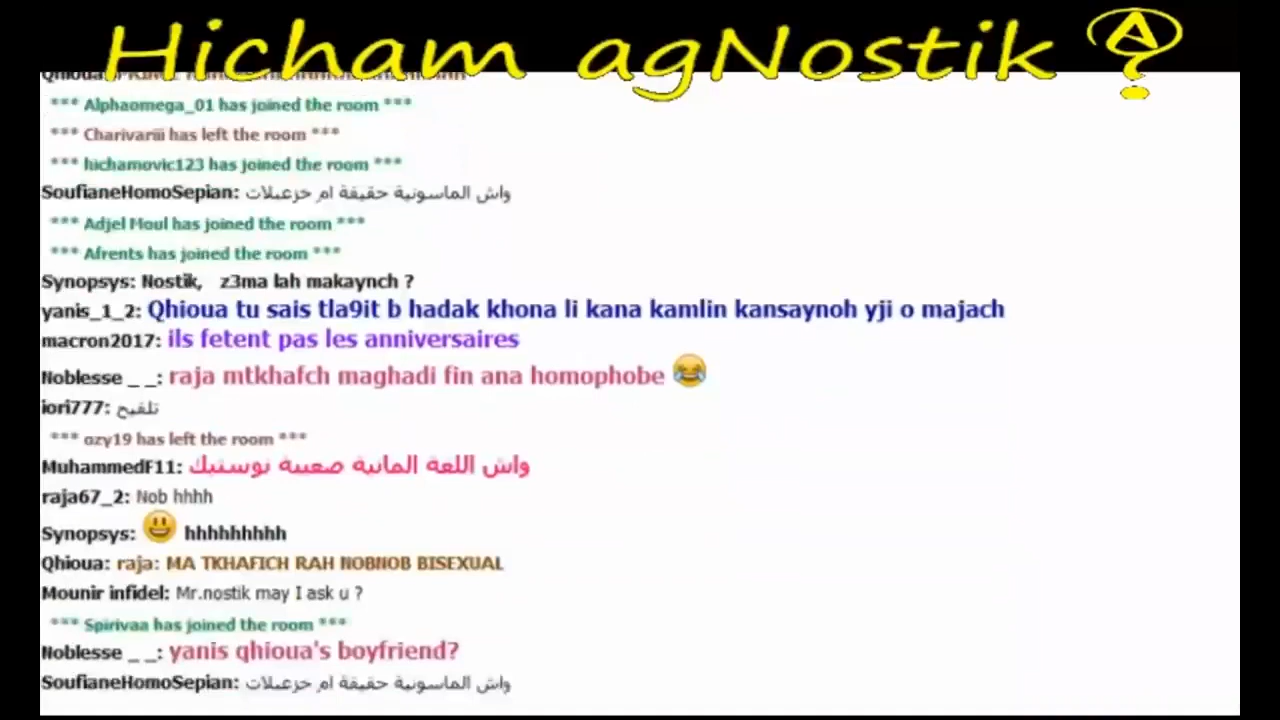 Hicham agNostik ?
Qhioua:
*** Alphaomega_01 has joined the room ***
*** Charivariii has left the room ***
*** hichamovic123 has joined the room ***
SoufianeHomoSepian: واش الماسونية حقيقة ام خزعبلات
*** Adjel Moul has joined the room ***
*** Afrents has joined the room ***
Synopsys: Nostik, z3ma lah makaynch ?
yanis_1_2: Qhioua tu sais tla9it b hadak khona li kana kamlin kansaynoh yji o majach
macron2017: ils fetent pas les anniversaires
Noblesse _ _: raja mtkhafch maghadi fin ana homophobe 😂
iori777: تلقيح
*** ozy19 has left the room ***
MuhammedF11: واش اللغة المانية صعيبة نوستيك
raja67_2: Nob hhhh
Synopsys: 😃 hhhhhhhhh
Qhioua: raja: MA TKHAFICH RAH NOBNOB BISEXUAL
Mounir infidel: Mr.nostik may I ask u ?
*** Spirivaa has joined the room ***
Noblesse _ _: yanis qhioua's boyfriend?
SoufianeHomoSepian: واش الماسونية حقيقة ام خزعبلات